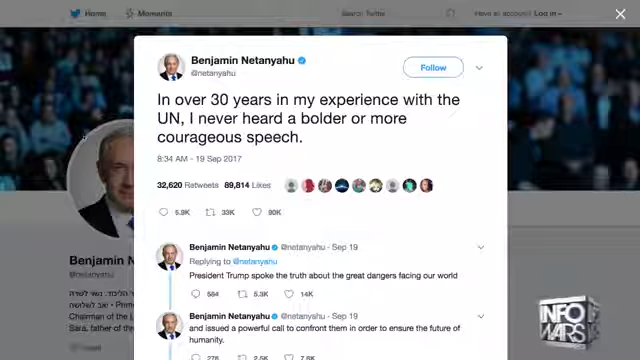 Home Moments Search Twitter Have an account? Log in
Benjamin Netanyahu
@netanyahu
Follow
In over 30 years in my experience with the
UN, I never heard a bolder or more
courageous speech.
8:34 AM - 19 Sep 2017
32,620 Retweets 89,814 Likes
5.9K 33K 90K
Benjamin Netanyahu @netanyahu · Sep 19
Replying to @netanyahu
President Trump spoke the truth about the great dangers facing our world
584 5.3K 14K
Benjamin Netanyahu @netanyahu · Sep 19
and issued a powerful call to confront them in order to ensure the future of
humanity.
276 2.5K 7.8K
Benjamin N
@netanyahu
Chairman of the L
Sara, father of th
INFO
WARS